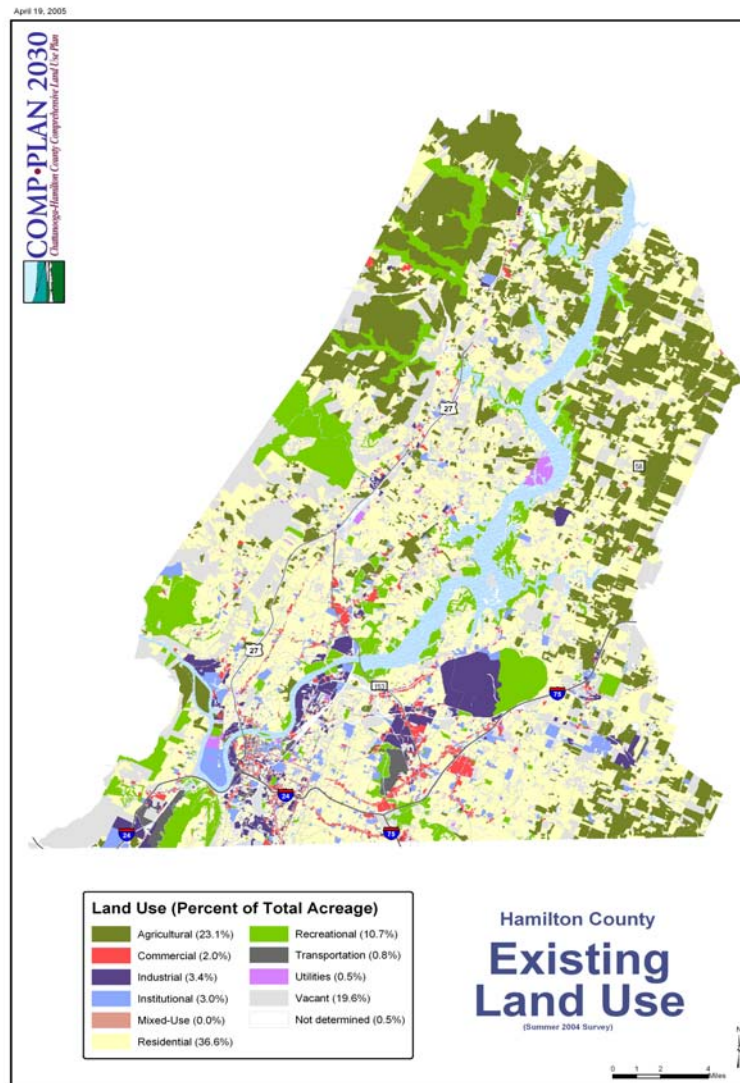 April 19, 2005
COMP•PLAN 2030
Chattanooga-Hamilton County Comprehensive Land Use Plan
27
58
27
153
75
24
24
75
Land Use (Percent of Total Acreage)
Agricultural (23.1%)
Commercial (2.0%)
Industrial (3.4%)
Institutional (3.0%)
Mixed-Use (0.0%)
Residential (36.6%)
Recreational (10.7%)
Transportation (0.8%)
Utilities (0.5%)
Vacant (19.6%)
Not determined (0.5%)
Hamilton County
Existing
Land Use
(Summer 2004 Survey)
0 2 4
Miles